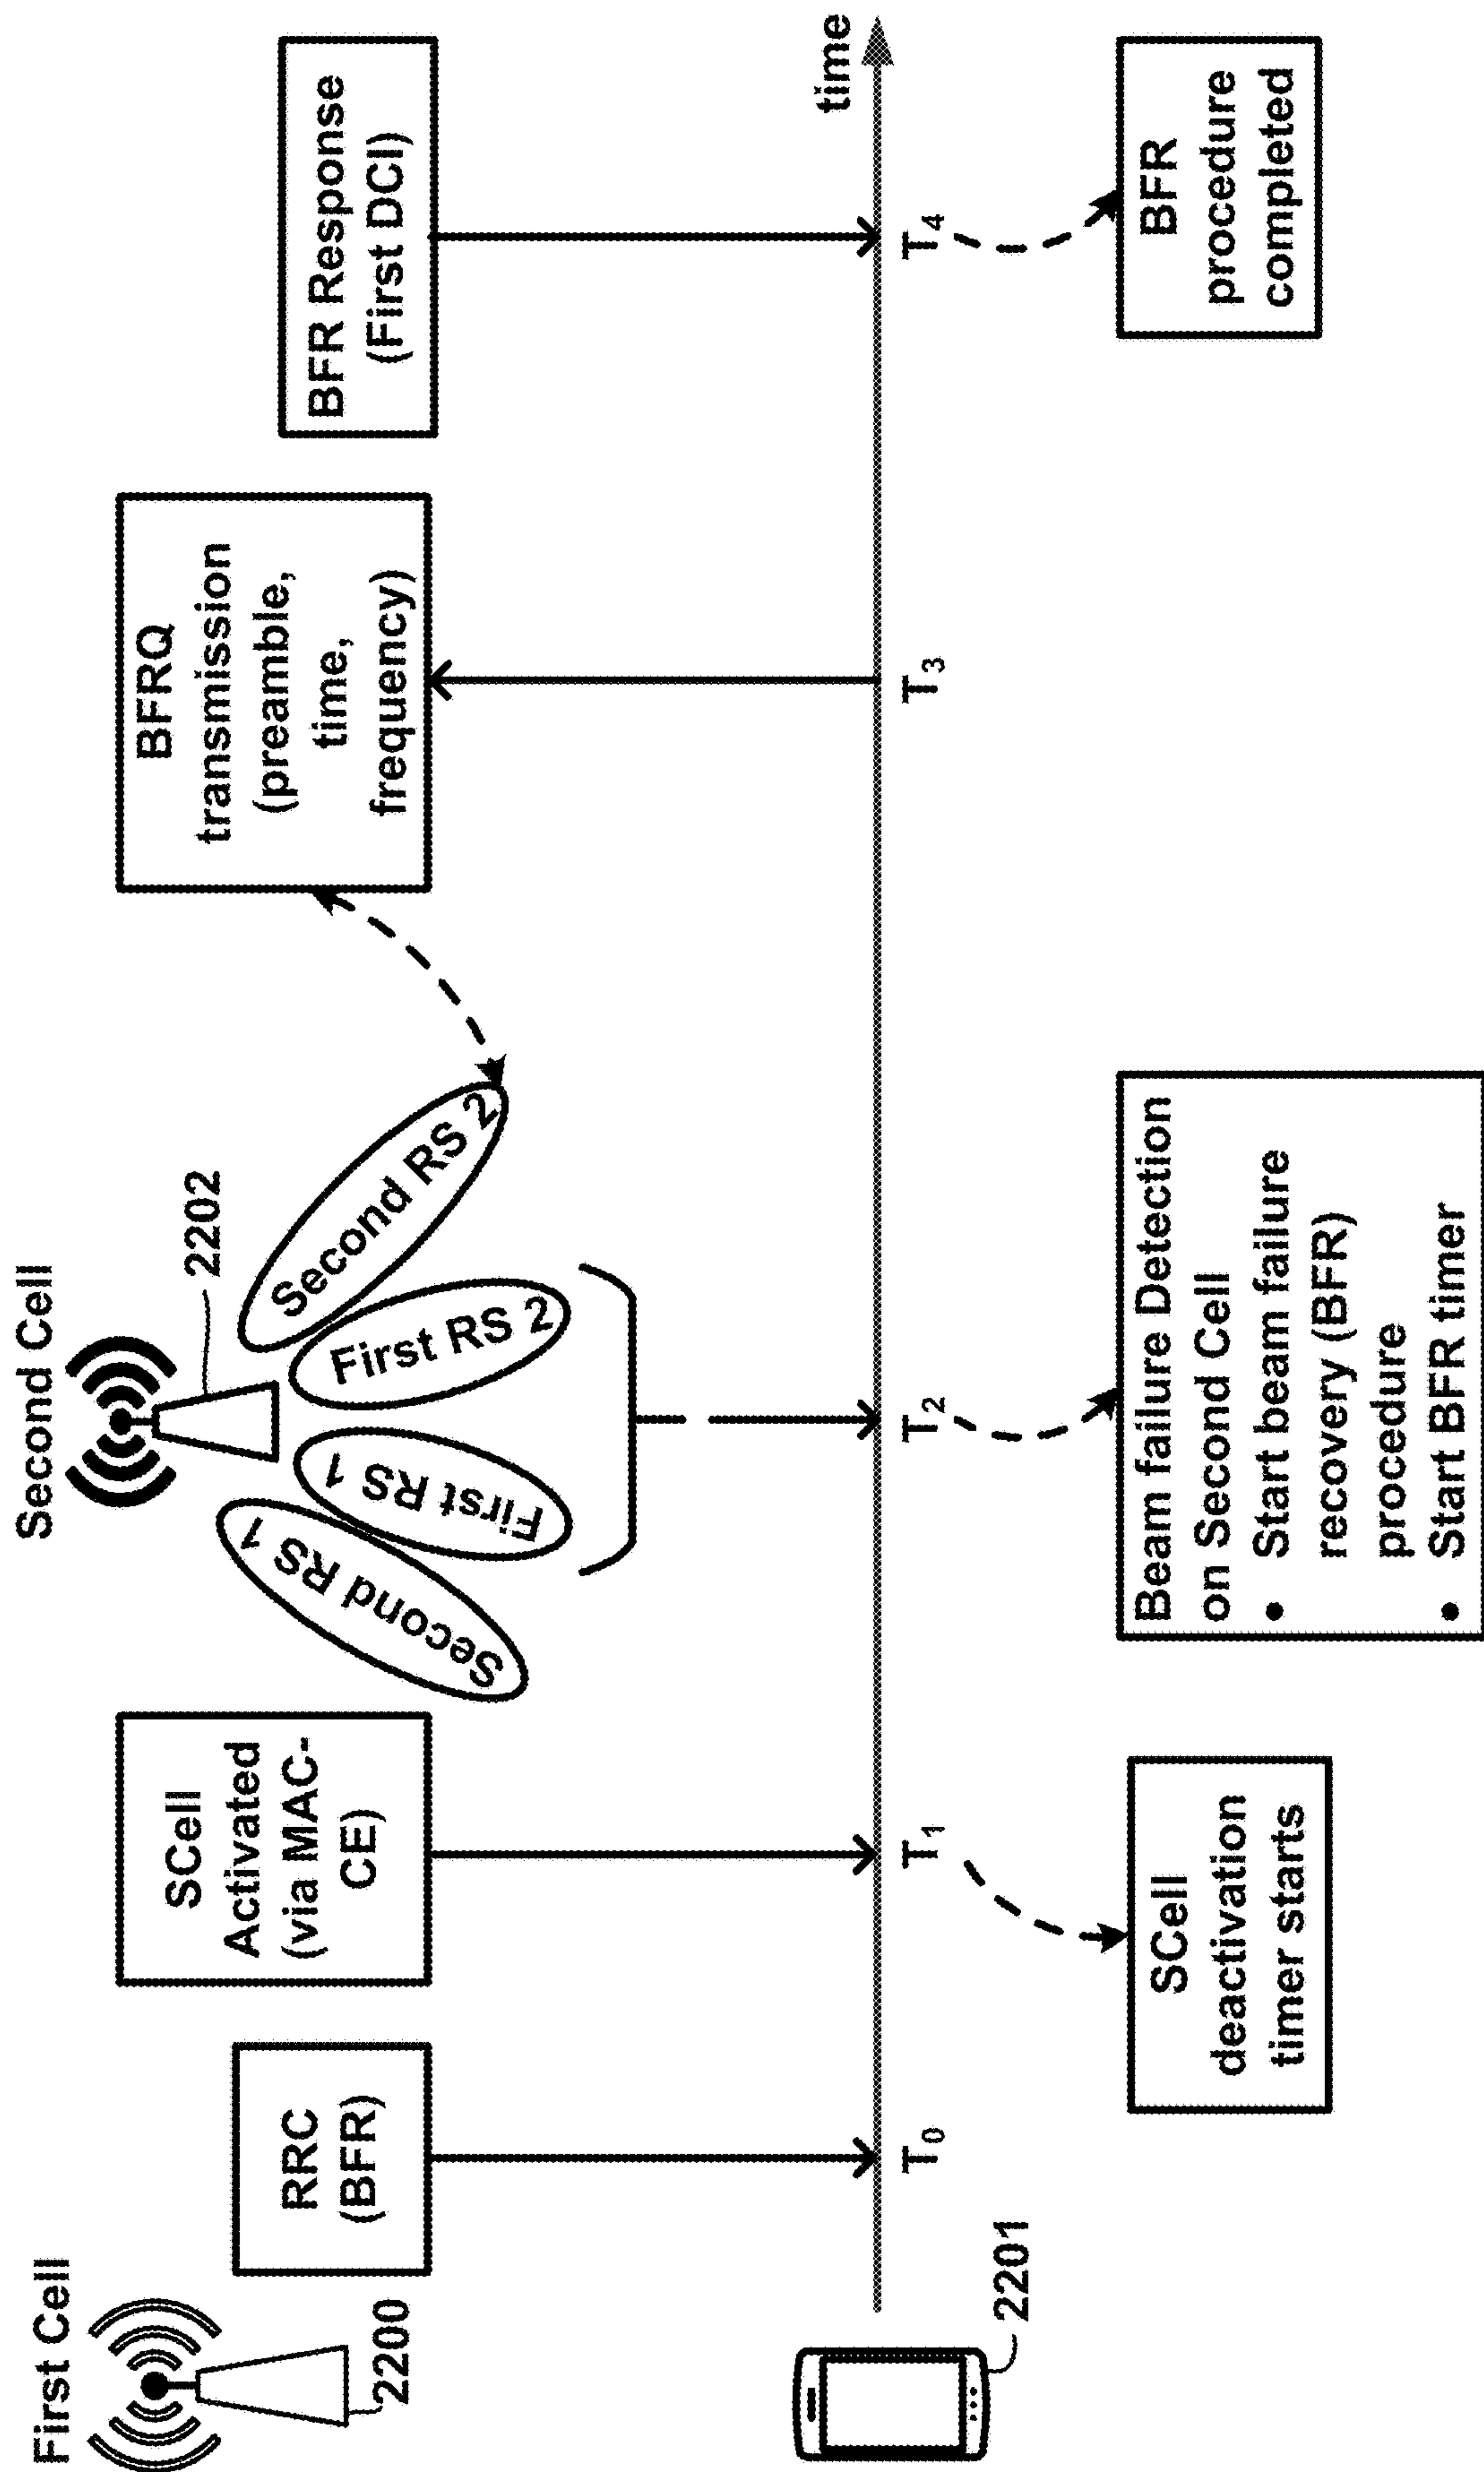 First Cell
2200
RRC
(BFR)
SCell
Activated
(via MAC-
CE)
Second Cell
2202
Second RS 1
First RS 1
First RS 2
Second RS 2
BFRQ
transmission
(preamble,
time,
frequency)
BFR Response
(First DCI)
time
2201
T0
T1
T2
T3
T4
SCell
deactivation
timer starts
Beam failure Detection
on Second Cell
• Start beam failure
recovery (BFR)
procedure
• Start BFR timer
BFR
procedure
completed